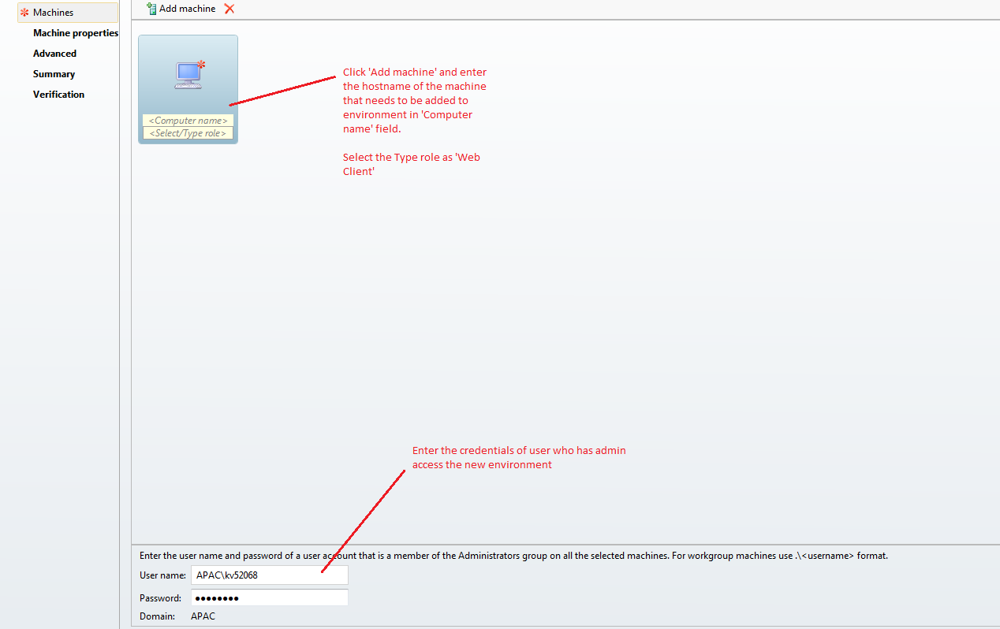 Machines
Machine properties
Advanced
Summary
Verification
Add machine
<Computer name>
<Select/Type role>
Click 'Add machine' and enter
the hostname of the machine
that needs to be added to
environment in 'Computer
name' field.
Select the Type role as 'Web
Client'
Enter the credentials of user who has admin
access the new environment
Enter the user name and password of a user account that is a member of the Administrators group on all the selected machines. For workgroup machines use .\<username> format.
User name: APAC\kv52068
Password: ●●●●●●●●
Domain: APAC